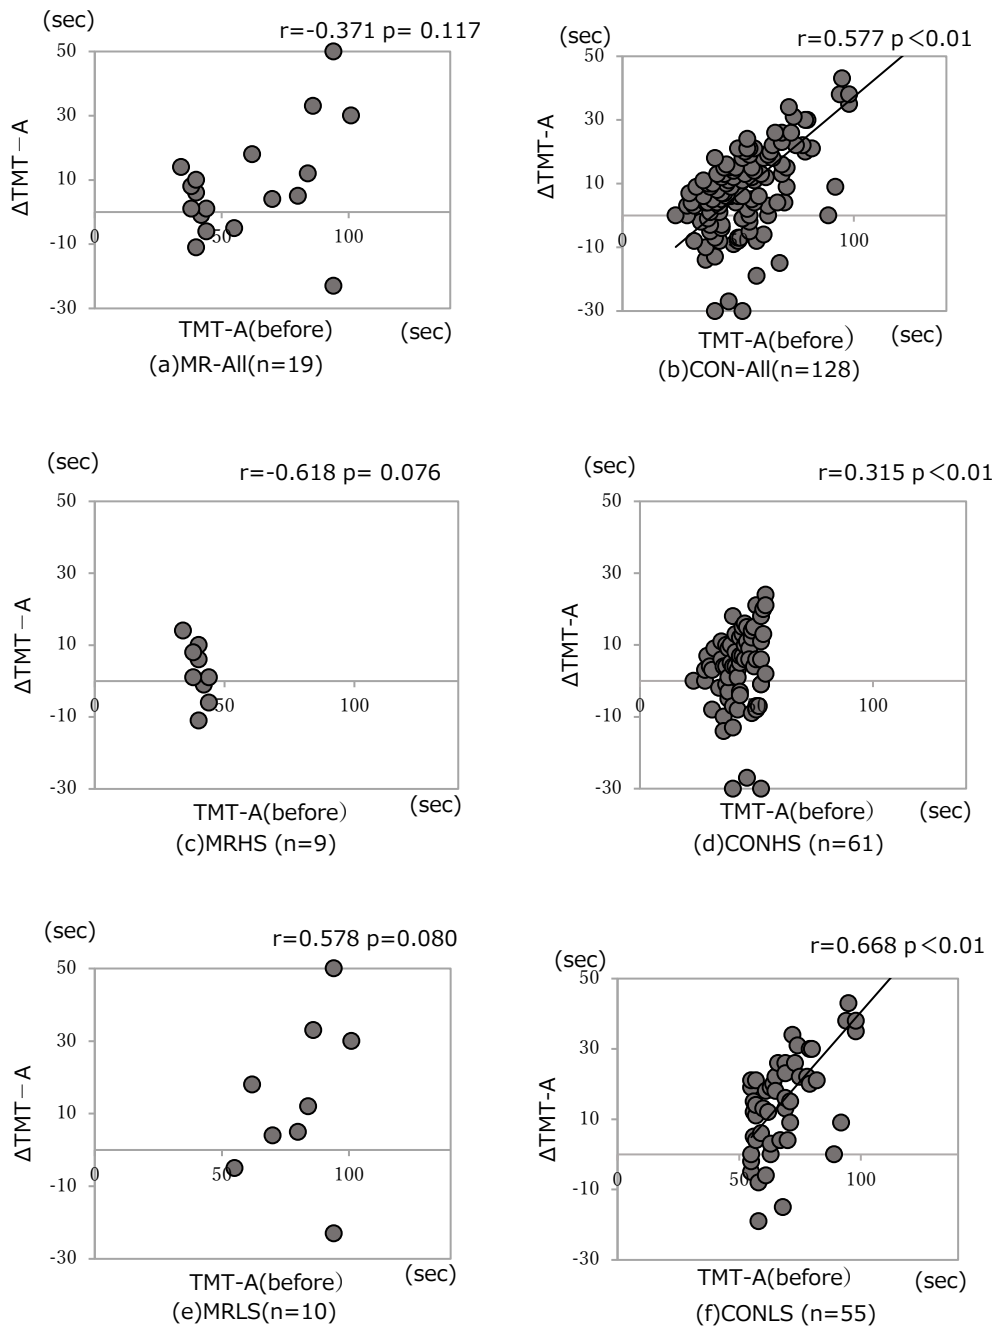 (sec)
r=-0.371 p= 0.117
50
30
10
-10
-30
0
50
100
ΔTMT－A
TMT-A(before)
(sec)
(a)MR-All(n=19)
(sec)
r=0.577 p＜0.01
50
30
10
-10
-30
0
100
ΔTMT-A
TMT-A(before)
(sec)
(b)CON-All(n=128)
(sec)
r=-0.618 p= 0.076
50
30
10
-10
-30
0
50
100
ΔTMT－A
TMT-A(before)
(sec)
(c)MRHS (n=9)
(sec)
r=0.315 p＜0.01
50
30
10
-10
-30
0
100
ΔTMT-A
TMT-A(before)
(sec)
(d)CONHS (n=61)
(sec)
r=0.578 p=0.080
50
30
10
-10
-30
0
50
100
ΔTMT－A
TMT-A(before)
(sec)
(e)MRLS(n=10)
(sec)
r=0.668 p＜0.01
50
30
10
-10
-30
0
50
100
ΔTMT-A
TMT-A(before)
(sec)
(f)CONLS (n=55)